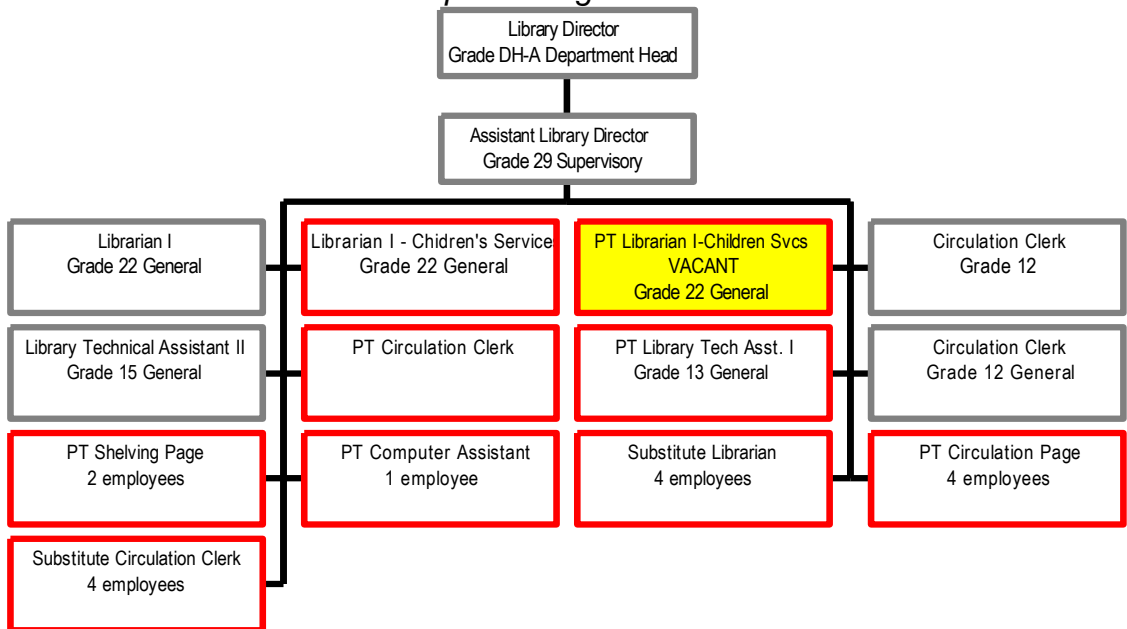 Library Director
Grade DH-A Department Head
Assistant Library Director
Grade 29 Supervisory
Librarian I
Grade 22 General
Librarian I - Chidren's Service
Grade 22 General
PT Librarian I-Children Svcs
VACANT
Grade 22 General
Circulation Clerk
Grade 12
Library Technical Assistant II
Grade 15 General
PT Circulation Clerk
PT Library Tech Asst. I
Grade 13 General
Circulation Clerk
Grade 12 General
PT Shelving Page
2 employees
PT Computer Assistant
1 employee
Substitute Librarian
4 employees
PT Circulation Page
4 employees
Substitute Circulation Clerk
4 employees